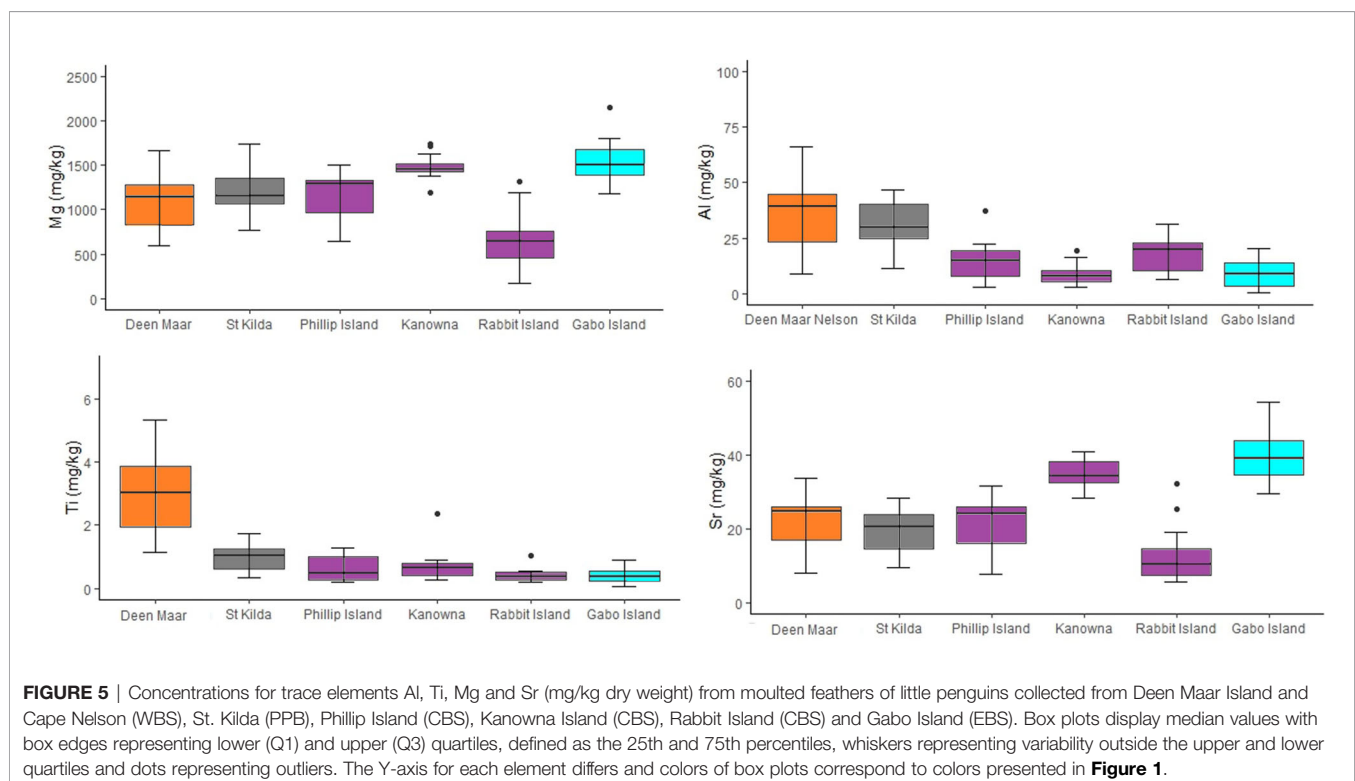 2500
2000
1500
1000
500
0
Mg (mg/kg)
Deen Maar St Kilda Phillip Island Kanowna Rabbit Island Gabo Island
100
75
50
25
0
Al (mg/kg)
Deen Maar Nelson St Kilda Phillip Island Kanowna Rabbit Island Gabo Island
6
4
2
0
Ti (mg/kg)
Deen Maar St Kilda Phillip Island Kanowna Rabbit Island Gabo Island
60
40
20
0
Sr (mg/kg)
Deen Maar St Kilda Phillip Island Kanowna Rabbit Island Gabo Island
FIGURE 5 | Concentrations for trace elements Al, Ti, Mg and Sr (mg/kg dry weight) from moulted feathers of little penguins collected from Deen Maar Island and
Cape Nelson (WBS), St. Kilda (PPB), Phillip Island (CBS), Kanowna Island (CBS), Rabbit Island (CBS) and Gabo Island (EBS). Box plots display median values with
box edges representing lower (Q1) and upper (Q3) quartiles, defined as the 25th and 75th percentiles, whiskers representing variability outside the upper and lower
quartiles and dots representing outliers. The Y-axis for each element differs and colors of box plots correspond to colors presented in Figure 1.